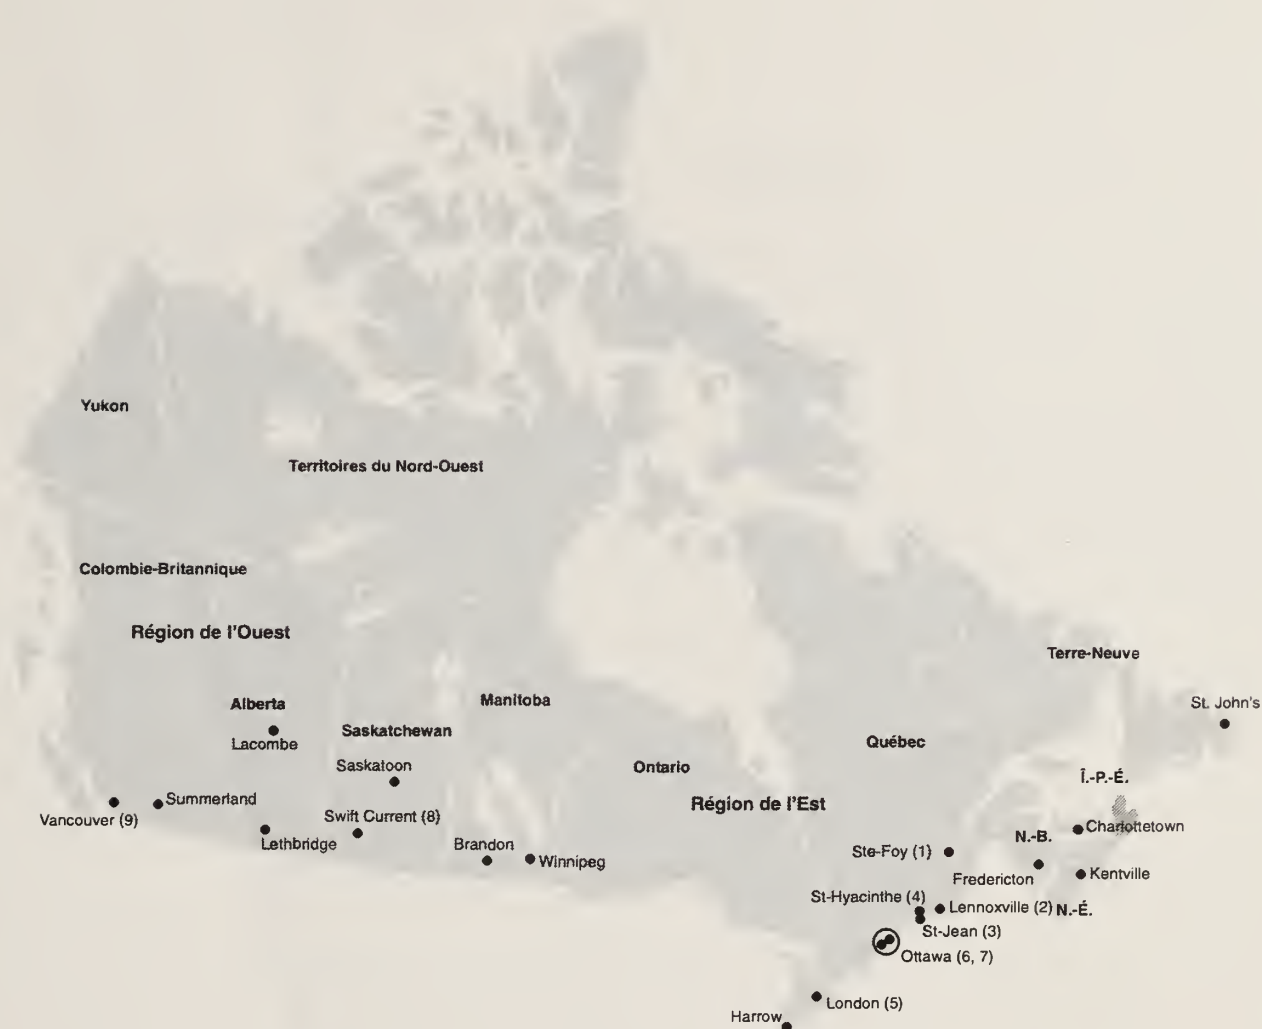 Yukon
Territoires du Nord-Ouest
Colombie-Britannique
Région de l'Ouest
Terre-Neuve
Alberta
Manitoba
St. John's
Lacombe
Saskatchewan
Québec
Saskatoon
Ontario
Î.-P.-É.
Summerland
Région de l'Est
Vancouver (9)
Swift Current (8)
Charlottetown
Lethbridge
Brandon
N.-B.
Winnipeg
Ste-Foy (1)
Fredericton
Kentville
St-Hyacinthe (4)
Lennoxville (2)
N.-É.
St-Jean (3)
Ottawa (6, 7)
London (5)
Harrow